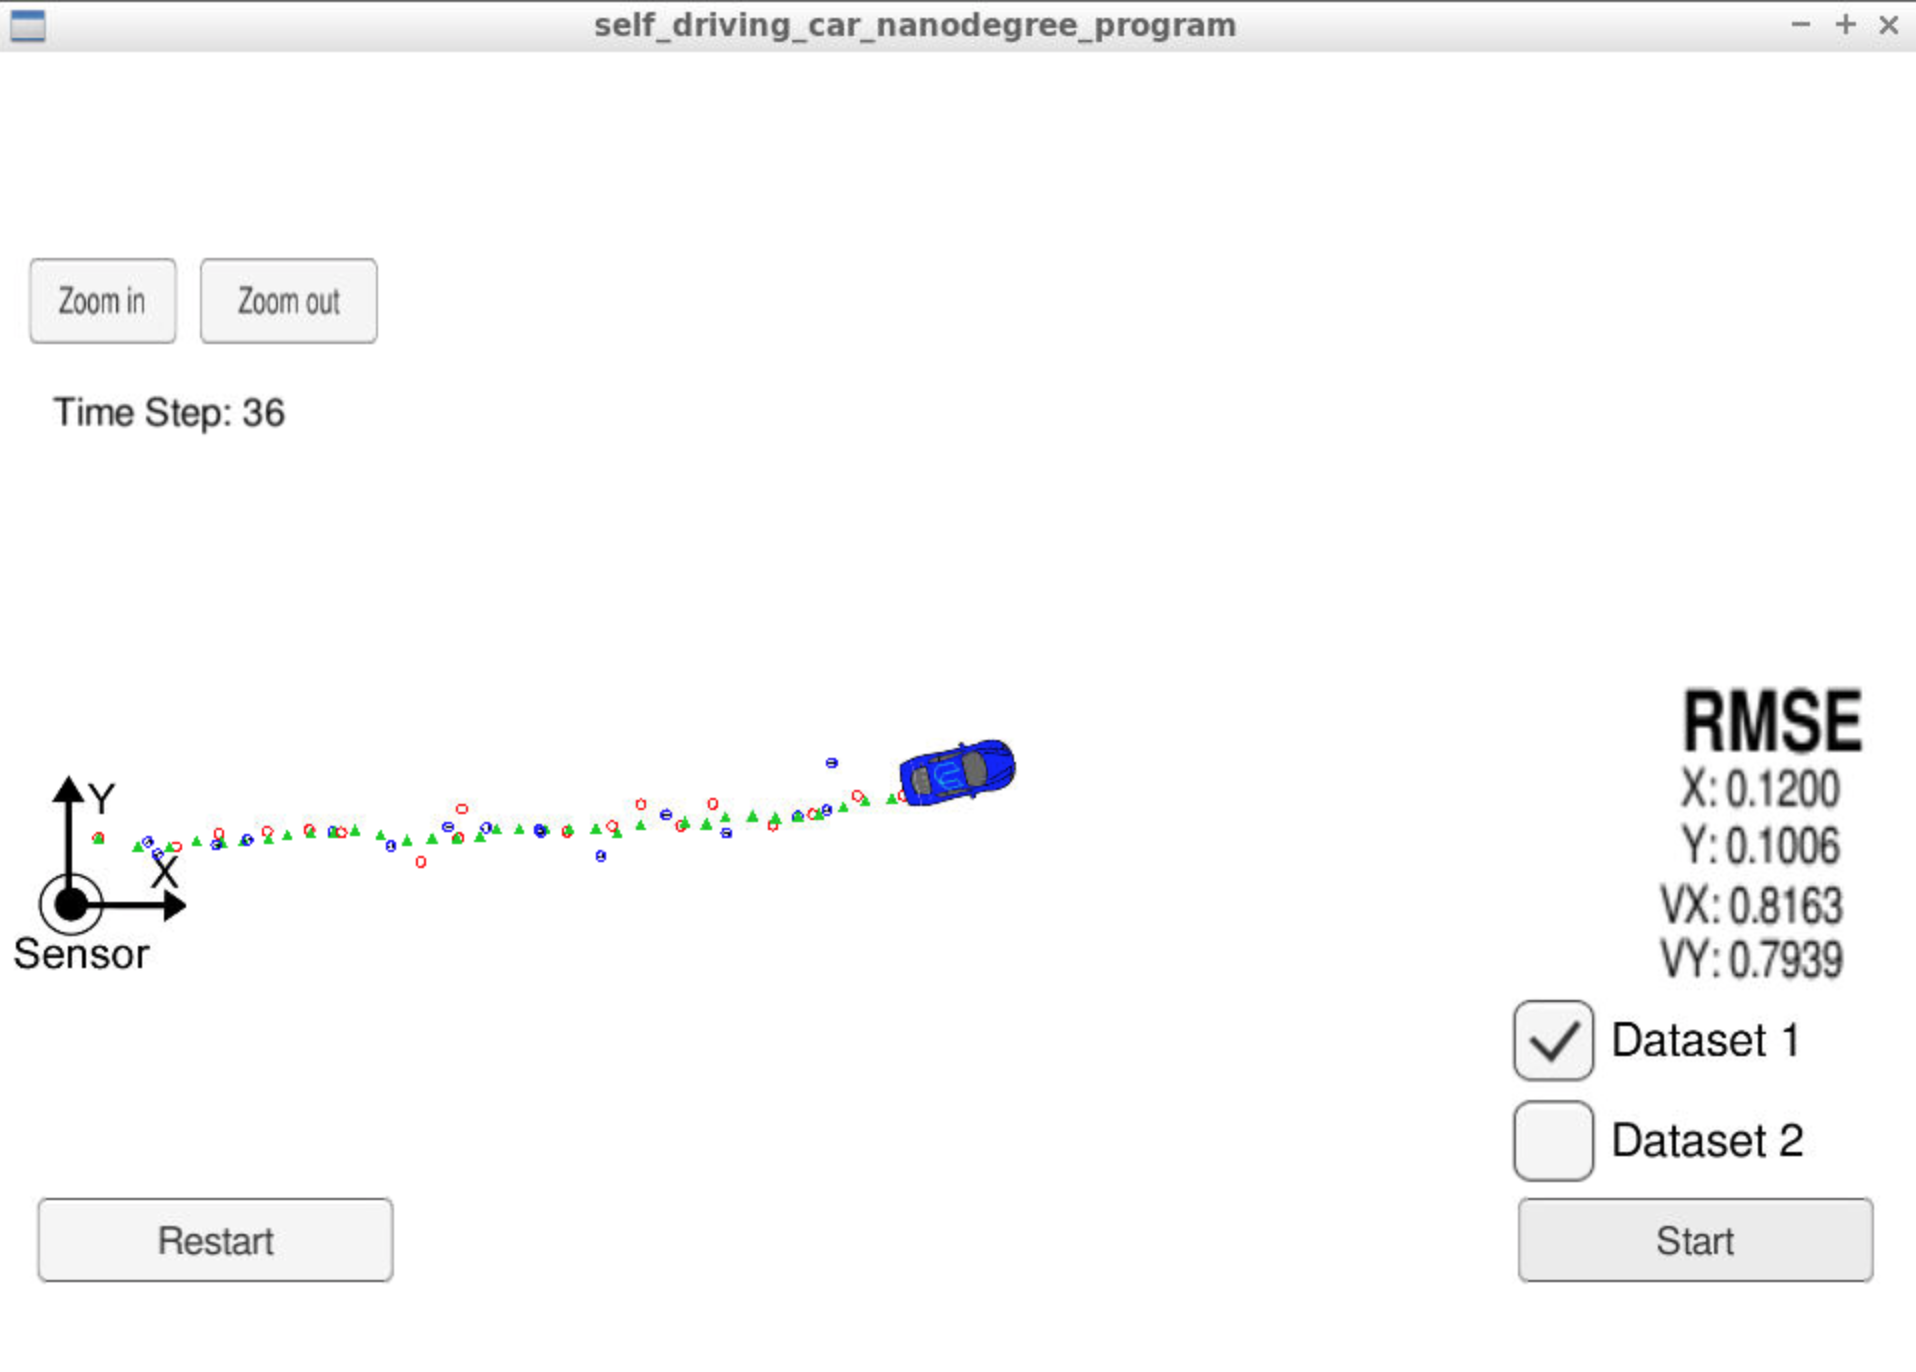 self_driving_car_nanodegree_program
Zoom in
Zoom out
Time Step: 36
Y
X
Sensor
RMSE
X: 0.1200
Y: 0.1006
VX: 0.8163
VY: 0.7939
Dataset 1
Dataset 2
Restart
Start